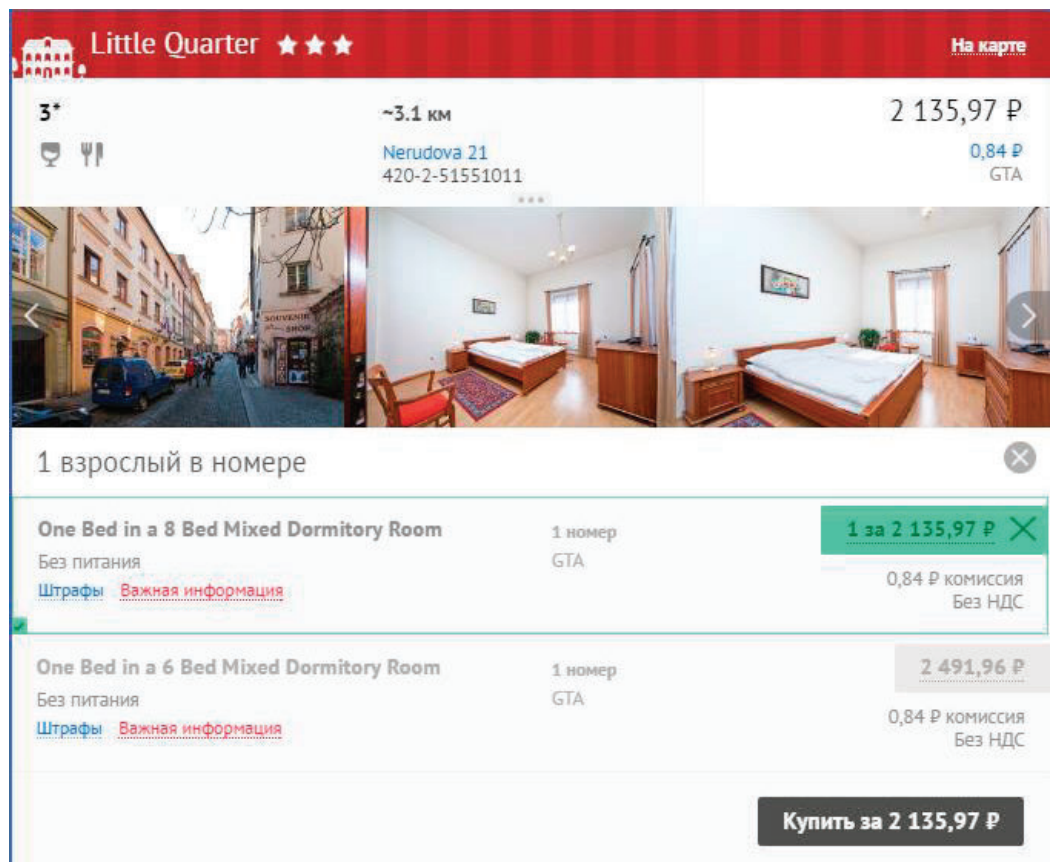 Little Quarter ★★★
На карте
3*
~3.1 км
2 135,97 ₽
Nerudova 21
0,84 ₽
420-2-51551011
GTA
SOUVENIR
SHOP
1 взрослый в номере
One Bed in a 8 Bed Mixed Dormitory Room
1 номер
1 за 2 135,97 ₽
Без питания
GTA
0,84 ₽ комиссия
Штрафы Важная информация
Без НДС
One Bed in a 6 Bed Mixed Dormitory Room
1 номер
2 491,96 ₽
Без питания
GTA
0,84 ₽ комиссия
Штрафы Важная информация
Без НДС
Купить за 2 135,97 ₽